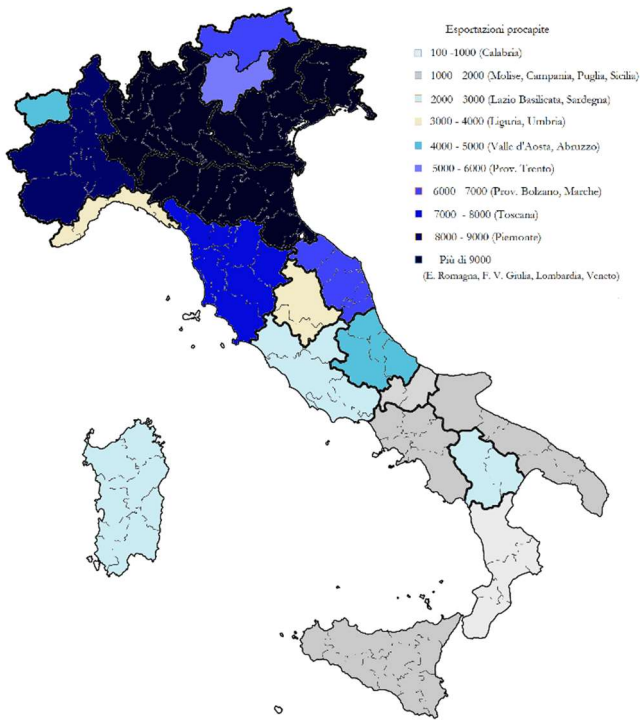 Esportazioni procapite
100 -1000 (Calabria)
1000 2000 (Molise, Campania, Puglia, Sicilia)
2000 3000 (Lazio Basilicata, Sardegna)
3000 - 4000 (Liguria, Umbria)
4000 - 5000 (Valle d'Aosta, Abruzzo)
5000 - 6000 (Prov. Trento)
6000 7000 (Prov. Bolzano, Marche)
7000 - 8000 (Toscana)
8000 - 9000 (Piemonte)
Più di 9000
(E. Romagna, F. V. Giulia, Lombardia, Veneto)